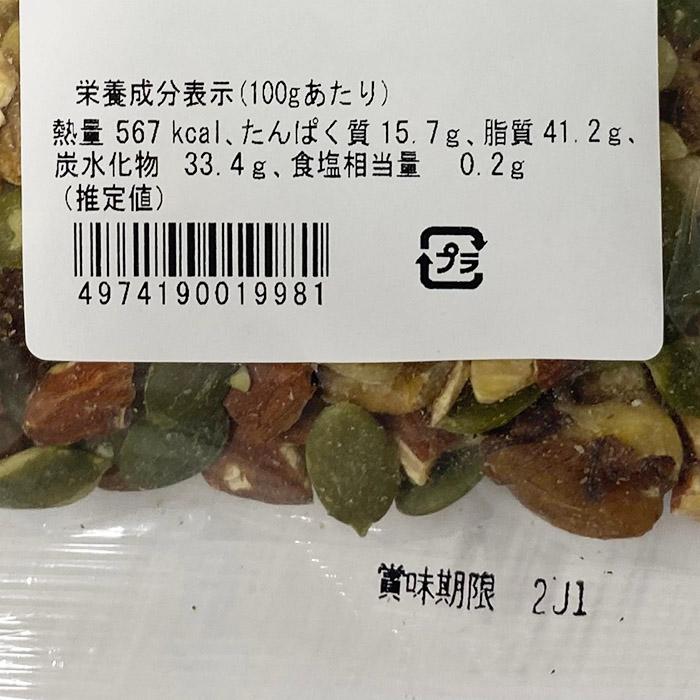 栄養成分表示(100gあたり)
熱量 567 kcal、たんぱく質 15.7g、脂質 41.2g、
炭水化物 33.4g、食塩相当量 0.2g
(推定値)
プラ
4974190019981
賞味期限 2J1